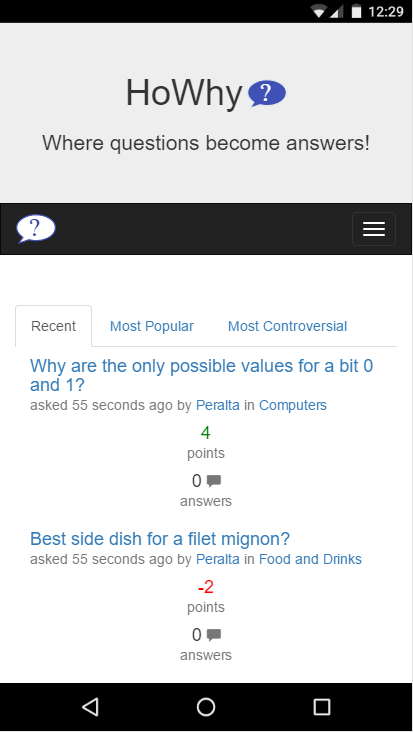 12:29
HoWhy ?
Where questions become answers!
?
Recent Most Popular Most Controversial
Why are the only possible values for a bit 0
and 1?
asked 55 seconds ago by Peralta in Computers
4
points
0
answers
Best side dish for a filet mignon?
asked 55 seconds ago by Peralta in Food and Drinks
-2
points
0
answers